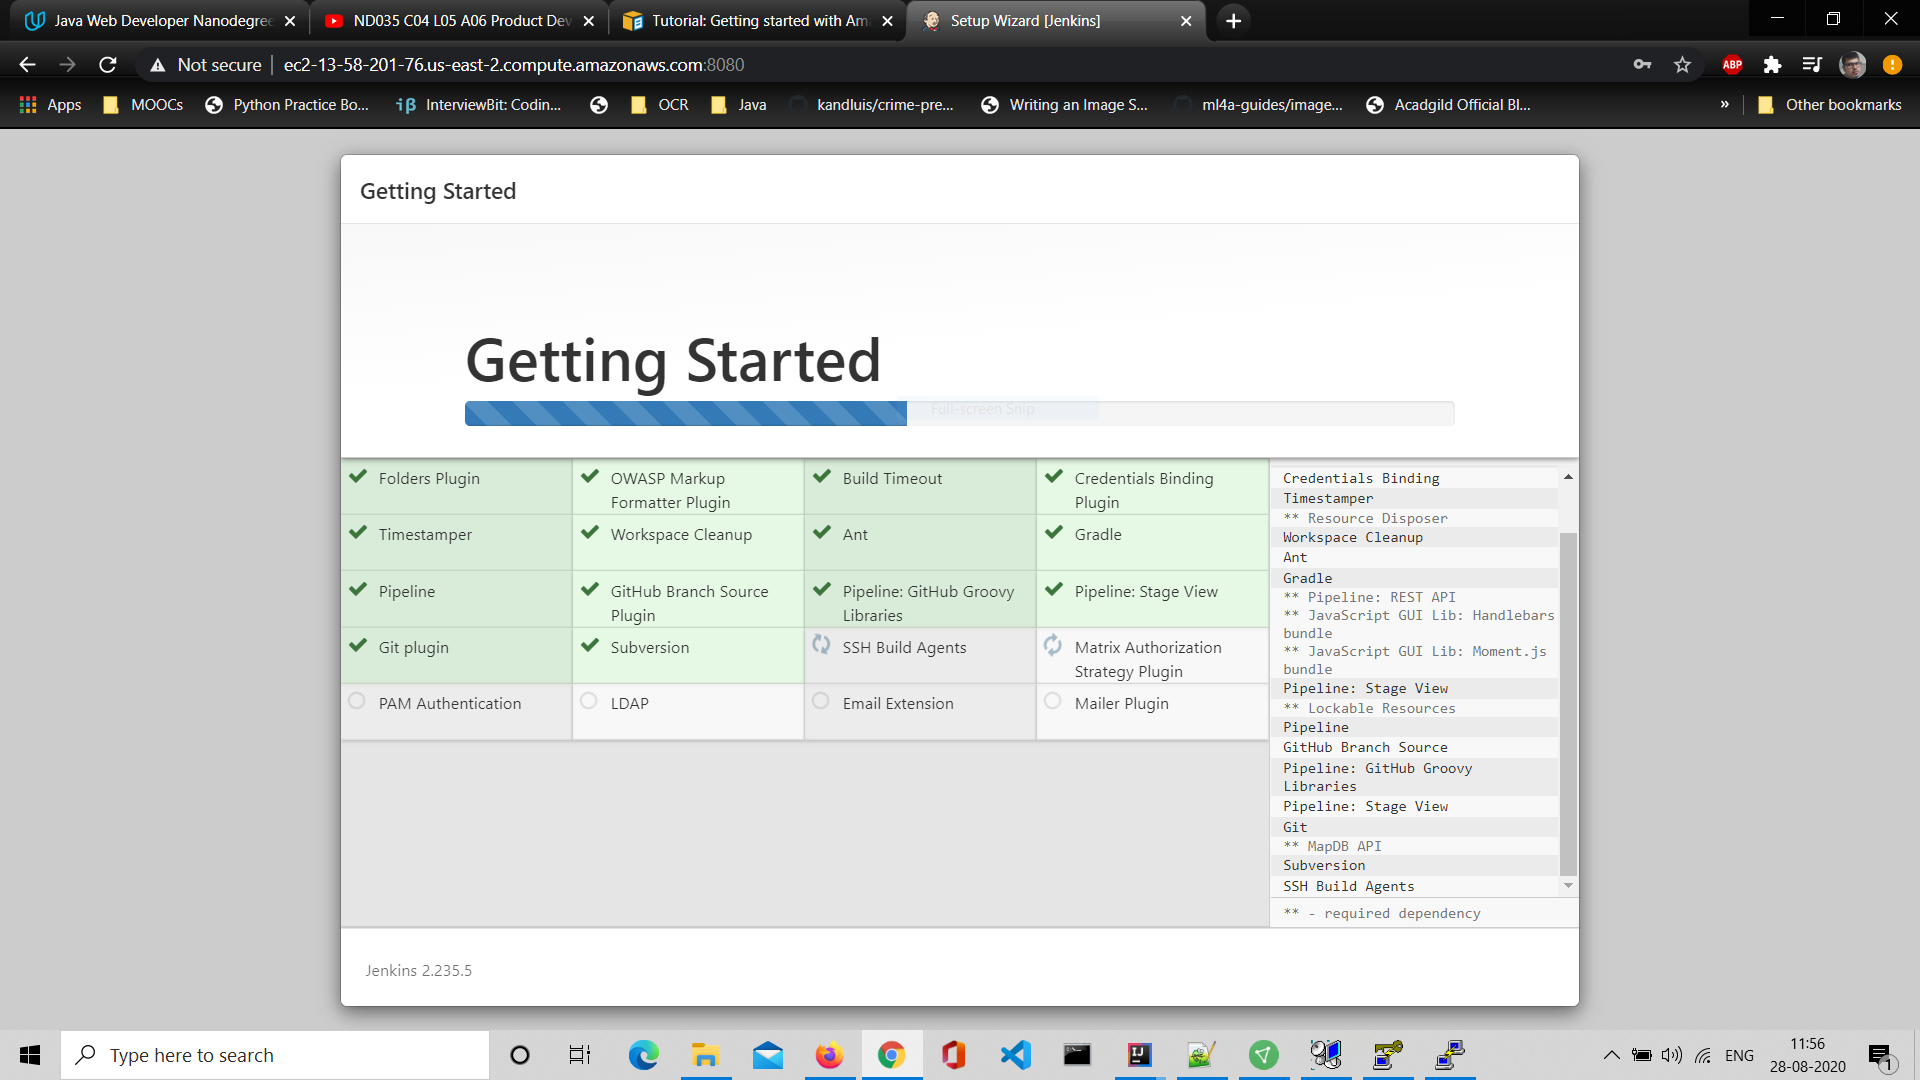 Java Web Developer Nanodegree
ND035 C04 L05 A06 Product Dev
Tutorial: Getting started with Ama
Setup Wizard [Jenkins]
Not secure
ec2-13-58-201-76.us-east-2.compute.amazonaws.com:8080
ABP
Apps
MOOCs
Python Practice Bo...
InterviewBit: Codin...
OCR
Java
kandluis/crime-pre...
Writing an Image S...
ml4a-guides/image...
Acadgild Official Bl...
»
Other bookmarks
Getting Started
Getting Started
Full-screen Snip
Folders Plugin
OWASP Markup
Formatter Plugin
Build Timeout
Credentials Binding
Plugin
Timestamper
Workspace Cleanup
Ant
Gradle
Pipeline
GitHub Branch Source
Plugin
Pipeline: GitHub Groovy
Libraries
Pipeline: Stage View
Git plugin
Subversion
SSH Build Agents
Matrix Authorization
Strategy Plugin
PAM Authentication
LDAP
Email Extension
Mailer Plugin
Credentials Binding
Timestamper
** Resource Disposer
Workspace Cleanup
Ant
Gradle
** Pipeline: REST API
** JavaScript GUI Lib: Handlebars
bundle
** JavaScript GUI Lib: Moment.js
bundle
Pipeline: Stage View
** Lockable Resources
Pipeline
GitHub Branch Source
Pipeline: GitHub Groovy
Libraries
Pipeline: Stage View
Git
** MapDB API
Subversion
SSH Build Agents
** - required dependency
Jenkins 2.235.5
Type here to search
ENG
11:56
28-08-2020
1